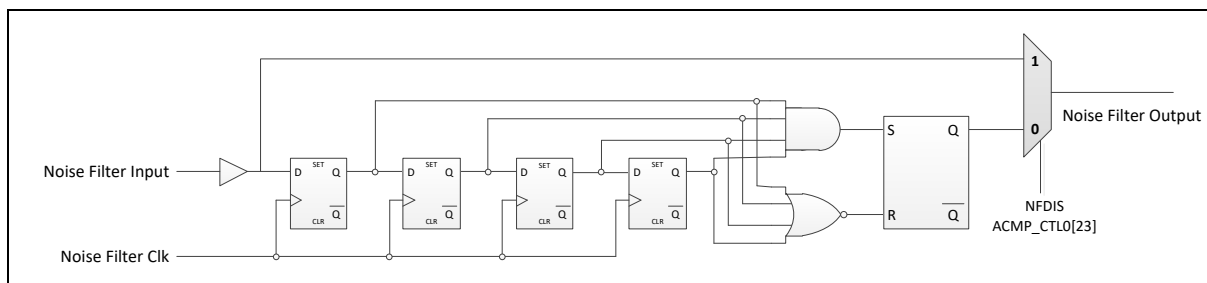 1
Noise Filter Output
0
S Q
R Q
NFDIS
ACMP_CTL0[23]
Noise Filter Input
SET
D Q
Q
CLR
SET
D Q
Q
CLR
SET
D Q
Q
CLR
SET
D Q
Q
CLR
Noise Filter Clk